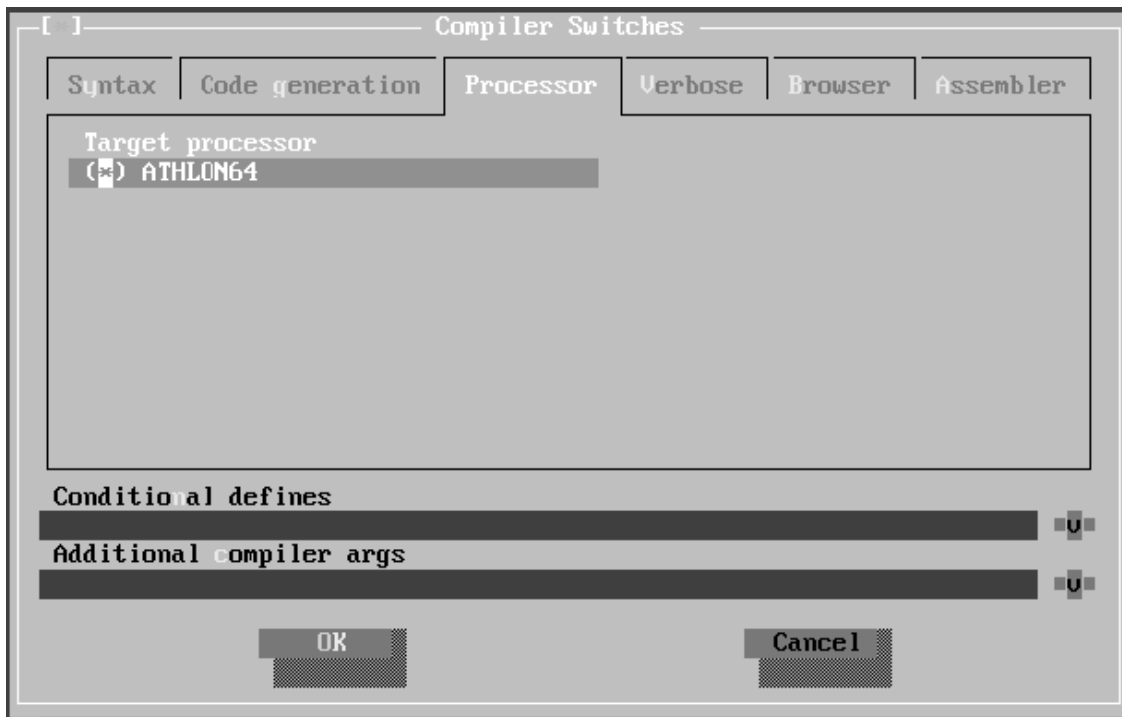 [*] Compiler Switches
Syntax Code generation Processor Verbose Browser Assembler
Target processor
(*) ATHLON64
Conditional defines
Additional compiler args
OK Cancel